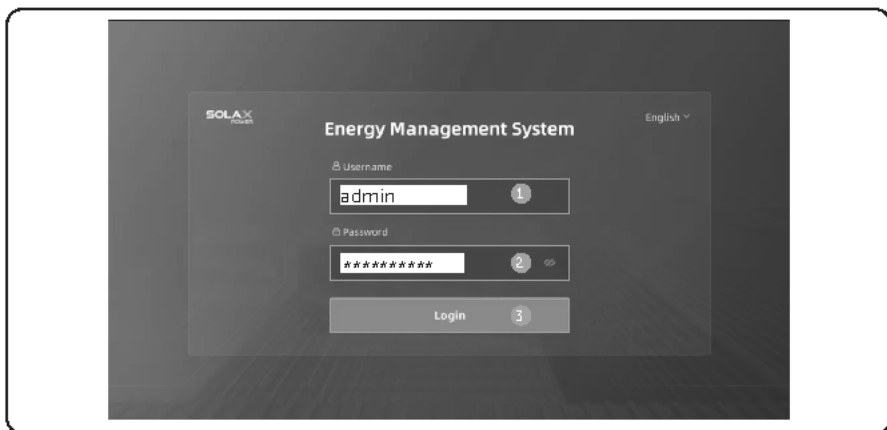 SOLAX
POWER
English
Energy Management System
Username
admin
1
Password
**********
2
Login
3